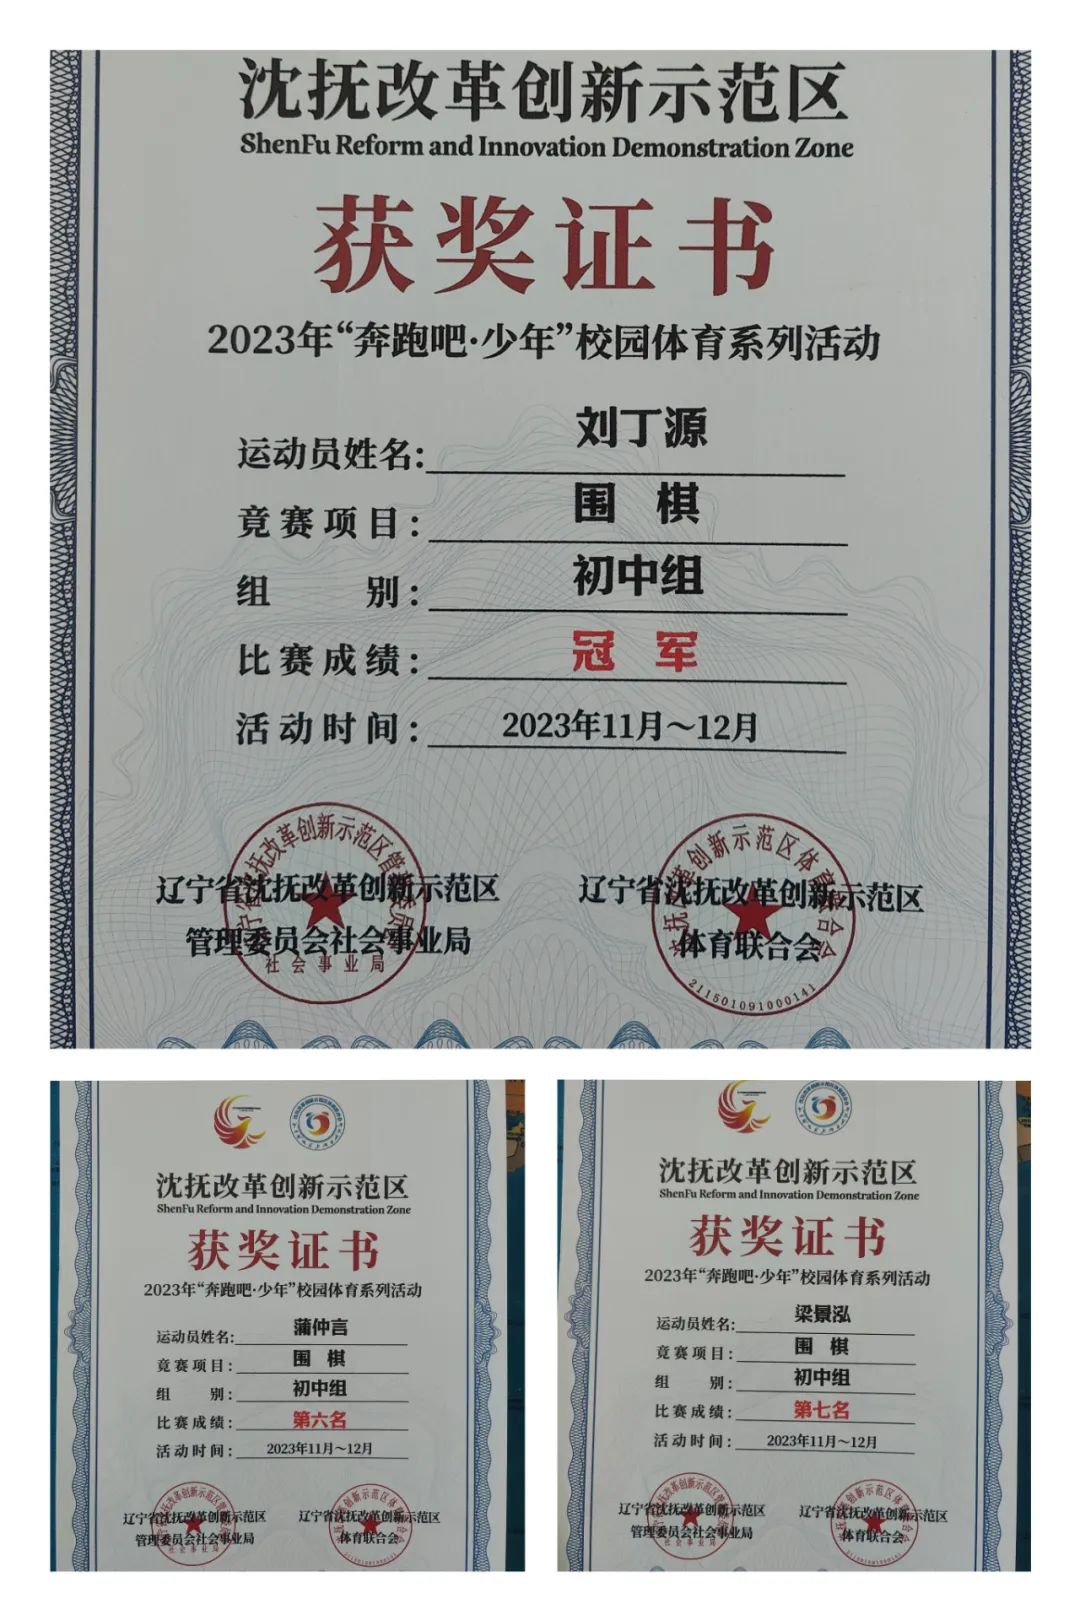 沈抚改革创新示范区
ShenFu Reform and Innovation Demonstration Zone
获奖证书
2023年“奔跑吧·少年”校园体育系列活动
运动员姓名: 刘丁源
竟赛项目: 围 棋
组 别: 初中组
比赛成绩: 冠 军
活动时间: 2023年11月～12月
辽宁省沈抚改革创新示范区
管理委员会社会事业局
社会事业局
辽宁省沈抚改革创新示范区
体育联合会
211501091000141
沈抚改革创新示范区
ShenFu Reform and Innovation Demonstration Zone
获奖证书
2023年“奔跑吧·少年”校园体育系列活动
运动员姓名: 蒲仲言
竟赛项目: 围 棋
组 别: 初中组
比赛成绩: 第六名
活动时间: 2023年11月～12月
辽宁省沈抚改革创新示范区
管理委员会社会事业局
辽宁省沈抚改革创新示范区
体育联合会
沈抚改革创新示范区
ShenFu Reform and Innovation Demonstration Zone
获奖证书
2023年“奔跑吧·少年”校园体育系列活动
运动员姓名: 梁景泓
竟赛项目: 围 棋
组 别: 初中组
比赛成绩: 第七名
活动时间: 2023年11月～12月
辽宁省沈抚改革创新示范区
管理委员会社会事业局
辽宁省沈抚改革创新示范区
体育联合会